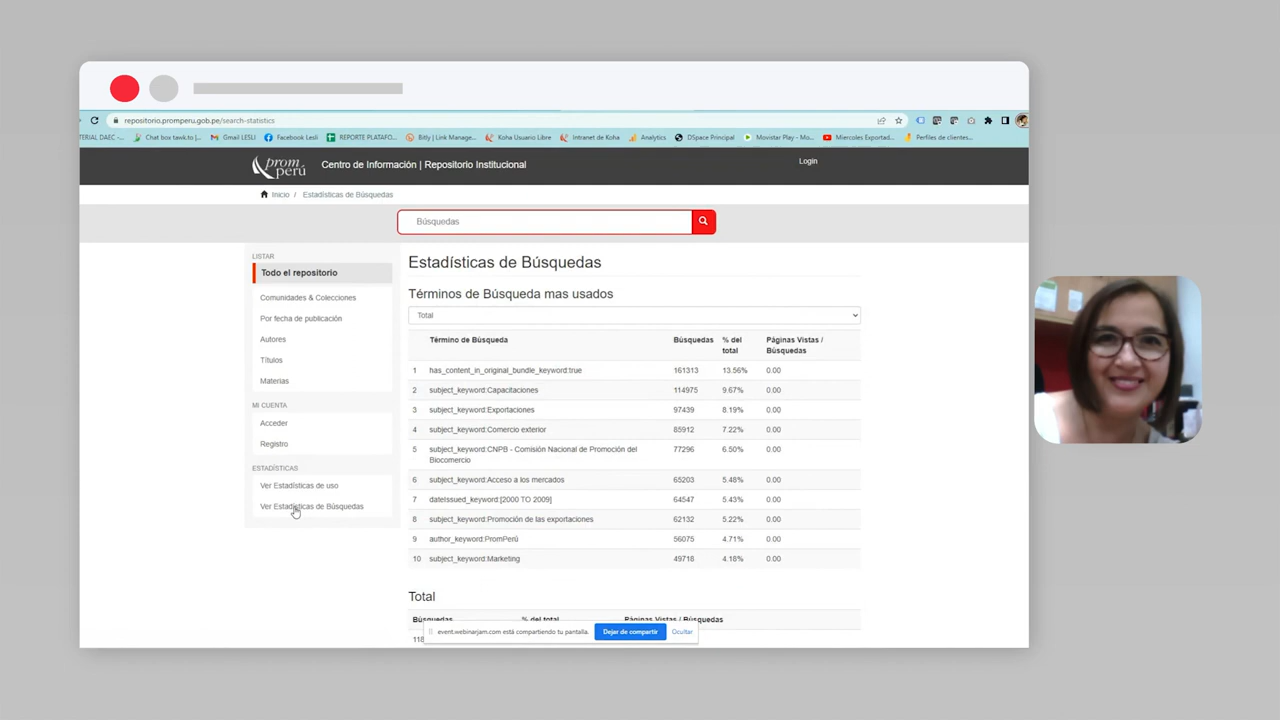 repositorio.promperu.gob.pe/search-statistics
TERIAL DAEC -... Chat box tawk.to |... Gmail LESLI Facebook Lesli REPORTE PLATAFO... Bitly | Link Manage... Koha Usuario Libre Intranet de Koha Analytics DSpace Principal Movistar Play - Mo... Miercoles Exportad... Perfiles de clientes...
prom perú
Centro de Información | Repositorio Institucional
Login
Inicio / Estadísticas de Búsquedas
Búsquedas
LISTAR
Todo el repositorio
Comunidades & Colecciones
Por fecha de publicación
Autores
Títulos
Materias
MI CUENTA
Acceder
Registro
ESTADÍSTICAS
Ver Estadísticas de uso
Ver Estadísticas de Búsquedas
Estadísticas de Búsquedas
Términos de Búsqueda mas usados
Total
Término de Búsqueda Búsquedas % del total Páginas Vistas / Búsquedas
1 has_content_in_original_bundle_keyword:true 161313 13.56% 0.00
2 subject_keyword:Capacitaciones 114975 9.67% 0.00
3 subject_keyword:Exportaciones 97439 8.19% 0.00
4 subject_keyword:Comercio exterior 85912 7.22% 0.00
5 subject_keyword:CNPB - Comisión Nacional de Promoción del Biocomercio 77296 6.50% 0.00
6 subject_keyword:Acceso a los mercados 65203 5.48% 0.00
7 dateIssued_keyword:[2000 TO 2009] 64547 5.43% 0.00
8 subject_keyword:Promoción de las exportaciones 62132 5.22% 0.00
9 author_keyword:PromPerú 56075 4.71% 0.00
10 subject_keyword:Marketing 49718 4.18% 0.00
Total
Búsquedas % del total Páginas Vistas / Búsquedas
event.webinarjam.com está compartiendo tu pantalla. Dejar de compartir Ocultar